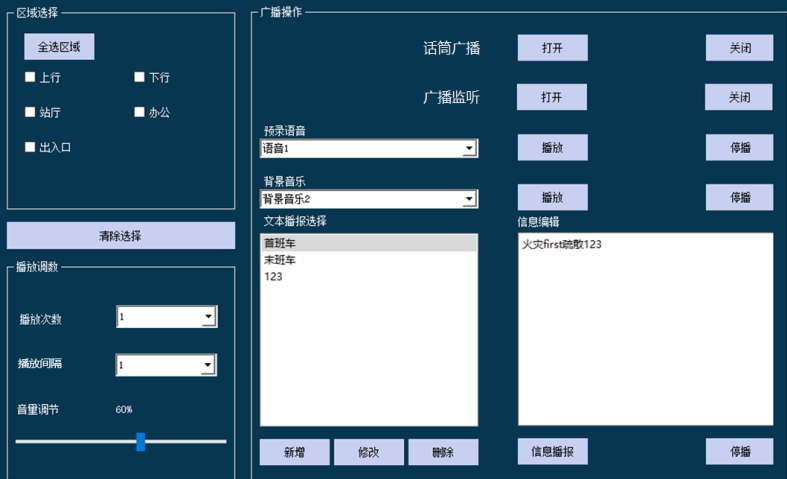 区域选择
全选区域
上行
下行
站厅
办公
出入口
清除选择
播放调数
播放次数
1
播放间隔
1
音量调节
60%
广播操作
话筒广播
打开
关闭
广播监听
打开
关闭
预录语音
语音1
播放
停播
背景音乐
背景音乐2
播放
停播
文本播报选择
首班车
末班车
123
新增
修改
删除
信息编辑
火灾first疏散123
信息播报
停播